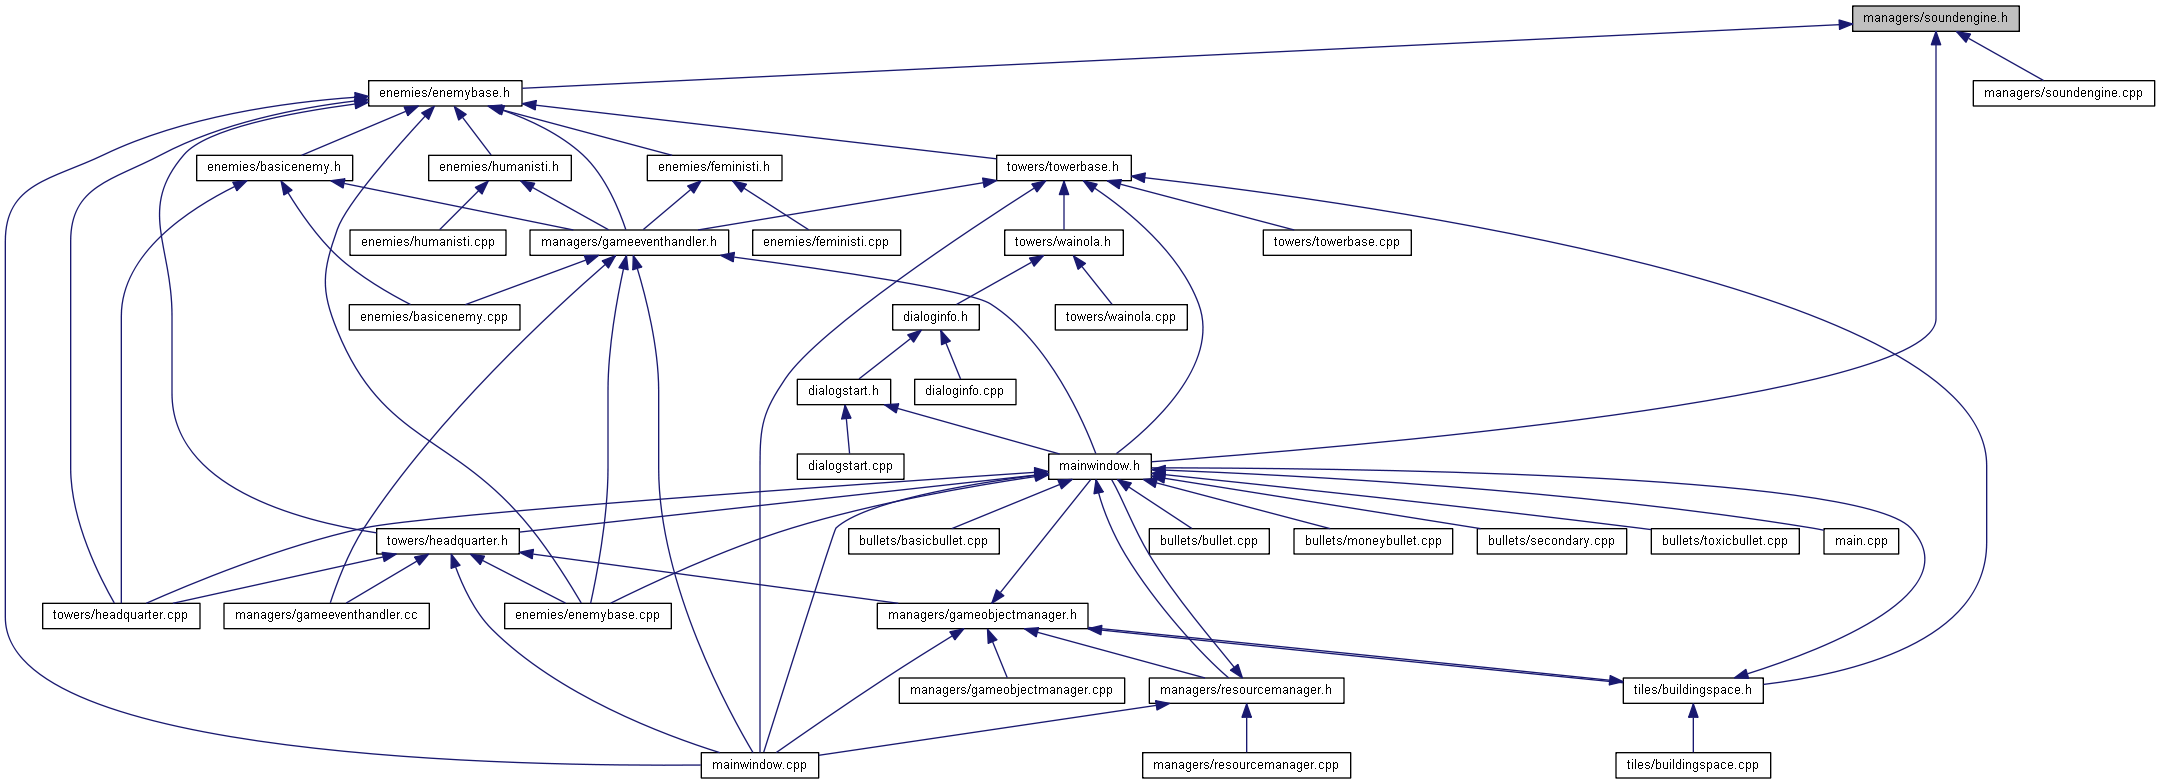 managers/soundengine.h
enemies/enemybase.h
managers/soundengine.cpp
enemies/basicenemy.h
enemies/humanisti.h
enemies/feministi.h
towers/towerbase.h
enemies/humanisti.cpp
managers/gameeventhandler.h
enemies/feministi.cpp
towers/wainola.h
towers/towerbase.cpp
enemies/basicenemy.cpp
dialoginfo.h
towers/wainola.cpp
dialogstart.h
dialoginfo.cpp
dialogstart.cpp
mainwindow.h
towers/headquarter.h
bullets/basicbullet.cpp
bullets/bullet.cpp
bullets/moneybullet.cpp
bullets/secondary.cpp
bullets/toxicbullet.cpp
main.cpp
towers/headquarter.cpp
managers/gameeventhandler.cc
enemies/enemybase.cpp
managers/gameobjectmanager.h
managers/gameobjectmanager.cpp
managers/resourcemanager.h
tiles/buildingspace.h
mainwindow.cpp
managers/resourcemanager.cpp
tiles/buildingspace.cpp